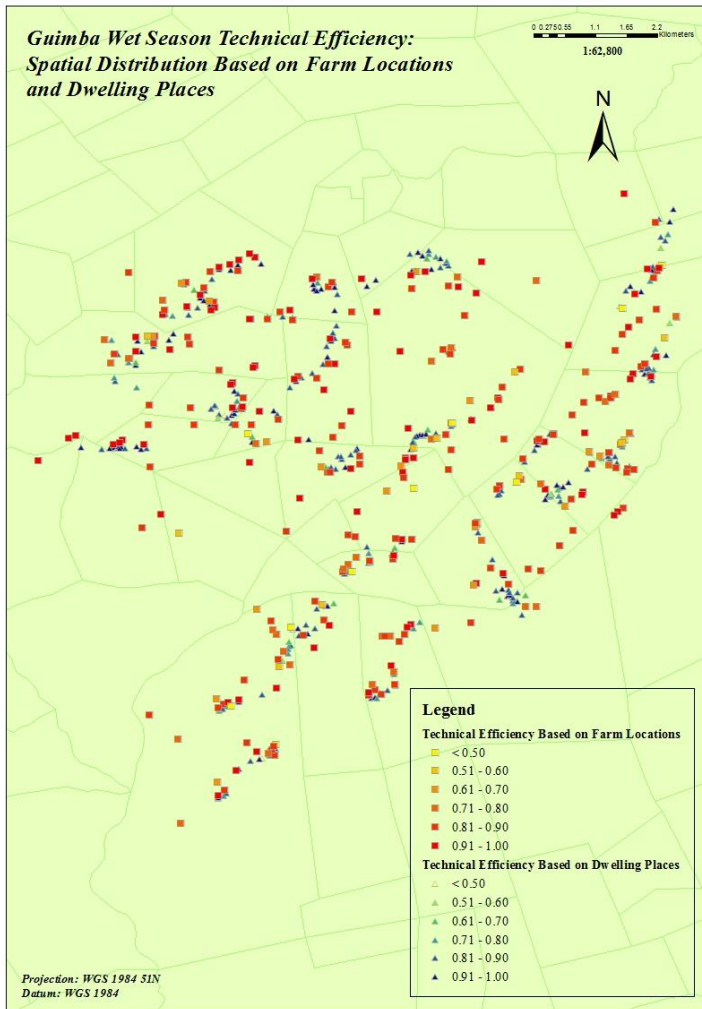 Guimba Wet Season Technical Efficiency:
Spatial Distribution Based on Farm Locations
and Dwelling Places
0 0.275 0.55 1.1 1.65 2.2
Kilometers
1:62,800
N
Legend
Technical Efficiency Based on Farm Locations
< 0.50
0.51 - 0.60
0.61 - 0.70
0.71 - 0.80
0.81 - 0.90
0.91 - 1.00
Technical Efficiency Based on Dwelling Places
< 0.50
0.51 - 0.60
0.61 - 0.70
0.71 - 0.80
0.81 - 0.90
0.91 - 1.00
Projection: WGS 1984 51N
Datum: WGS 1984